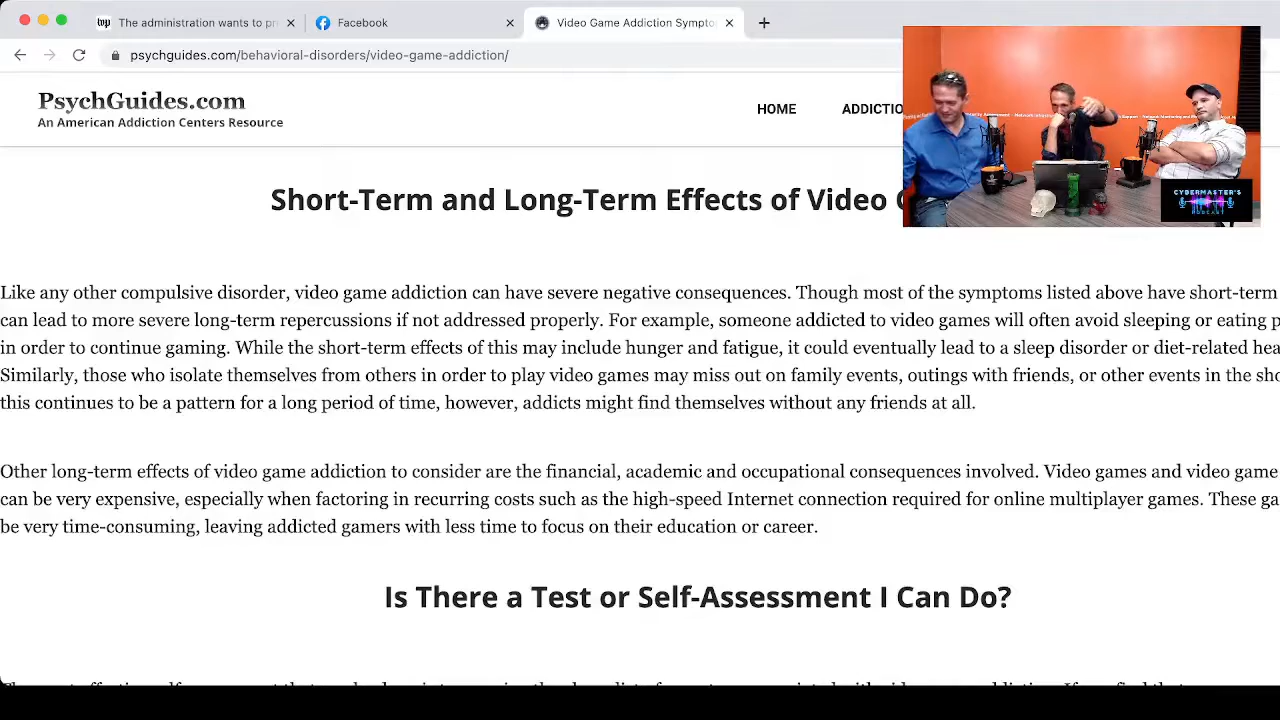 The administration wants to pr
Facebook
Video Game Addiction Sympto
psychguides.com/behavioral-disorders/video-game-addiction/
PsychGuides.com
An American Addiction Centers Resource
HOME
ADDICTIO
CYBERMASTER'S
PODCAST
Short-Term and Long-Term Effects of Video
Like any other compulsive disorder, video game addiction can have severe negative consequences. Though most of the symptoms listed above have short-term
can lead to more severe long-term repercussions if not addressed properly. For example, someone addicted to video games will often avoid sleeping or eating p
in order to continue gaming. While the short-term effects of this may include hunger and fatigue, it could eventually lead to a sleep disorder or diet-related hea
Similarly, those who isolate themselves from others in order to play video games may miss out on family events, outings with friends, or other events in the sho
this continues to be a pattern for a long period of time, however, addicts might find themselves without any friends at all.
Other long-term effects of video game addiction to consider are the financial, academic and occupational consequences involved. Video games and video game
can be very expensive, especially when factoring in recurring costs such as the high-speed Internet connection required for online multiplayer games. These ga
be very time-consuming, leaving addicted gamers with less time to focus on their education or career.
Is There a Test or Self-Assessment I Can Do?